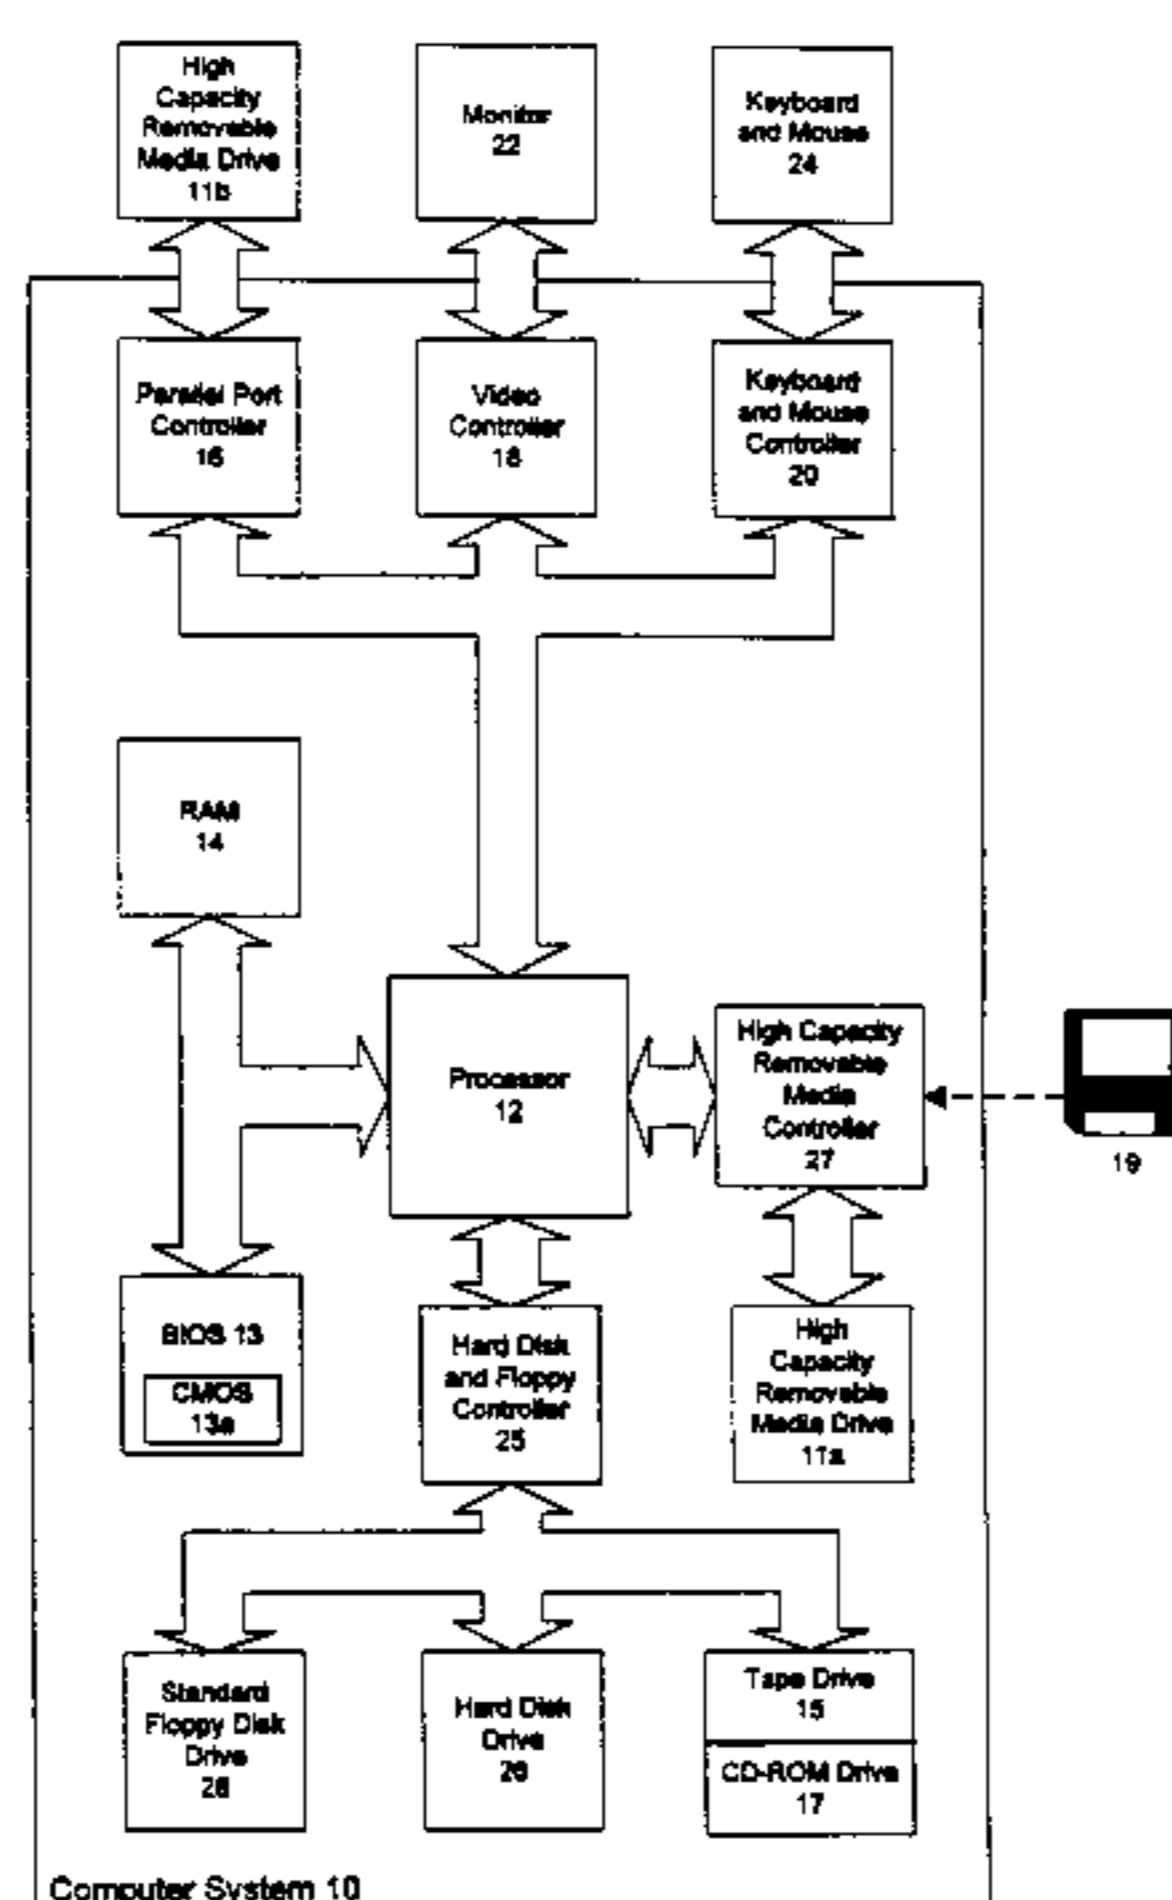 High
Capacity
Removable
Media Drive
11b
Monitor
22
Keyboard
and Mouse
24
Parallel Port
Controller
16
Video
Controller
18
Keyboard
and Mouse
Controller
20
RAM
14
Processor
12
High Capacity
Removable
Media
Controller
27
19
BIOS 13
CMOS
13a
Hard Disk
and Floppy
Controller
25
High
Capacity
Removable
Media Drive
11a
Standard
Floppy Disk
Drive
Hard Disk
Drive
Tape Drive
15
CD-ROM Drive
17
Computer System 10